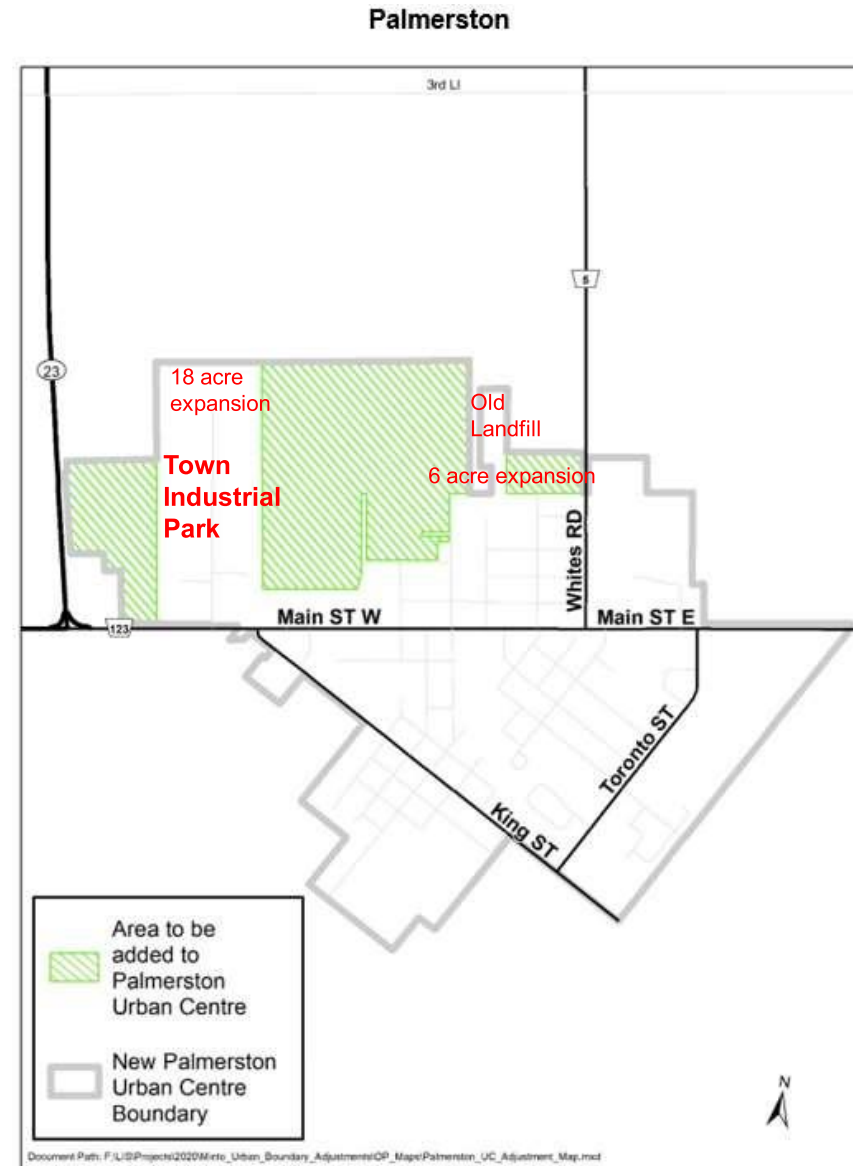 Palmerston
3rd LI
5
23
18 acre
expansion
Old
Landfill
6 acre expansion
Town
Industrial
Park
Whites RD
Main ST W
Main ST E
123
Toronto ST
King ST
Area to be
added to
Palmerston
Urban Centre
New Palmerston
Urban Centre
Boundary
N
Document Path: F:\LIS\Projects\2020\Minto_Urban_Boundary_Adjustments\OP_Maps\Palmerston_UC_Adjustment_Map.mxd